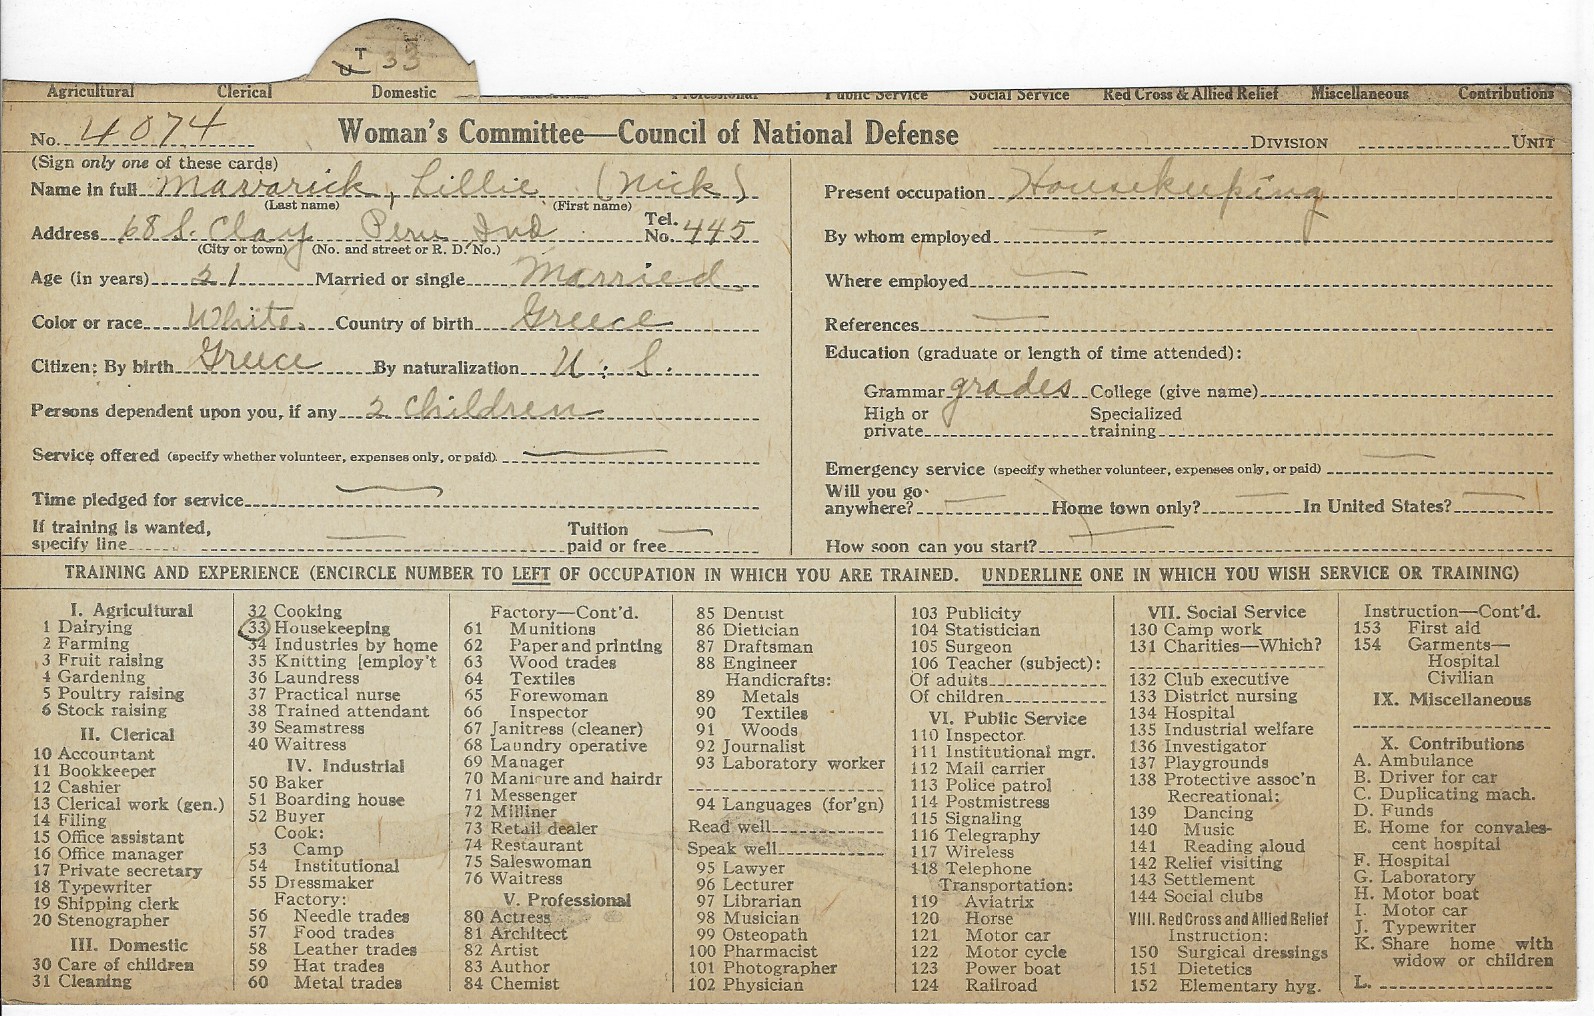 T 33
U
Agricultural Clerical Domestic Industrial Professional Public Service Social Service Red Cross & Allied Relief Miscellaneous Contributions
No. 4074 Woman's Committee—Council of National Defense DIVISION UNIT
(Sign only one of these cards)
Name in full Mavarick, Lillie (Nick)
(Last name) (First name)
Address 68 S. Clay Peru Ind Tel. No. 445
(City or town) (No. and street or R. D. No.)
Age (in years) 21 Married or single Married
Color or race White. Country of birth Greece
Citizen: By birth Greece By naturalization U. S.
Persons dependent upon you, if any 2 children
Service offered (specify whether volunteer, expenses only, or paid)
Time pledged for service
If training is wanted, specify line Tuition paid or free
Present occupation Housekeeping
By whom employed
Where employed
References
Education (graduate or length of time attended):
Grammar grades College (give name)
High or private Specialized training
Emergency service (specify whether volunteer, expenses only, or paid)
Will you go anywhere? Home town only? In United States?
How soon can you start?
TRAINING AND EXPERIENCE (ENCIRCLE NUMBER TO LEFT OF OCCUPATION IN WHICH YOU ARE TRAINED. UNDERLINE ONE IN WHICH YOU WISH SERVICE OR TRAINING)
I. Agricultural
1 Dairying
2 Farming
3 Fruit raising
4 Gardening
5 Poultry raising
6 Stock raising
II. Clerical
10 Accountant
11 Bookkeeper
12 Cashier
13 Clerical work (gen.)
14 Filing
15 Office assistant
16 Office manager
17 Private secretary
18 Typewriter
19 Shipping clerk
20 Stenographer
III. Domestic
30 Care of children
31 Cleaning
32 Cooking
33 Housekeeping
34 Industries by home
35 Knitting [employ't
36 Laundress
37 Practical nurse
38 Trained attendant
39 Seamstress
40 Waitress
IV. Industrial
50 Baker
51 Boarding house
52 Buyer
Cook:
53 Camp
54 Institutional
55 Dressmaker
Factory:
56 Needle trades
57 Food trades
58 Leather trades
59 Hat trades
60 Metal trades
Factory—Cont'd.
61 Munitions
62 Paper and printing
63 Wood trades
64 Textiles
65 Forewoman
66 Inspector
67 Janitress (cleaner)
68 Laundry operative
69 Manager
70 Manicure and hairdr
71 Messenger
72 Milliner
73 Retail dealer
74 Restaurant
75 Saleswoman
76 Waitress
V. Professional
80 Actress
81 Architect
82 Artist
83 Author
84 Chemist
85 Dentist
86 Dietician
87 Draftsman
88 Engineer
Handicrafts:
89 Metals
90 Textiles
91 Woods
92 Journalist
93 Laboratory worker
94 Languages (for'gn)
Read well
Speak well
95 Lawyer
96 Lecturer
97 Librarian
98 Musician
99 Osteopath
100 Pharmacist
101 Photographer
102 Physician
103 Publicity
104 Statistician
105 Surgeon
106 Teacher (subject):
Of adults
Of children
VI. Public Service
110 Inspector
111 Institutional mgr.
112 Mail carrier
113 Police patrol
114 Postmistress
115 Signaling
116 Telegraphy
117 Wireless
118 Telephone
Transportation:
119 Aviatrix
120 Horse
121 Motor car
122 Motor cycle
123 Power boat
124 Railroad
VII. Social Service
130 Camp work
131 Charities—Which?
132 Club executive
133 District nursing
134 Hospital
135 Industrial welfare
136 Investigator
137 Playgrounds
138 Protective assoc'n
Recreational:
139 Dancing
140 Music
141 Reading aloud
142 Relief visiting
143 Settlement
144 Social clubs
VIII. Red Cross and Allied Relief
Instruction:
150 Surgical dressings
151 Dietetics
152 Elementary hyg.
Instruction—Cont'd.
153 First aid
154 Garments—
Hospital
Civilian
IX. Miscellaneous
X. Contributions
A. Ambulance
B. Driver for car
C. Duplicating mach.
D. Funds
E. Home for convales-
cent hospital
F. Hospital
G. Laboratory
H. Motor boat
I. Motor car
J. Typewriter
K. Share home with
widow or children
L.